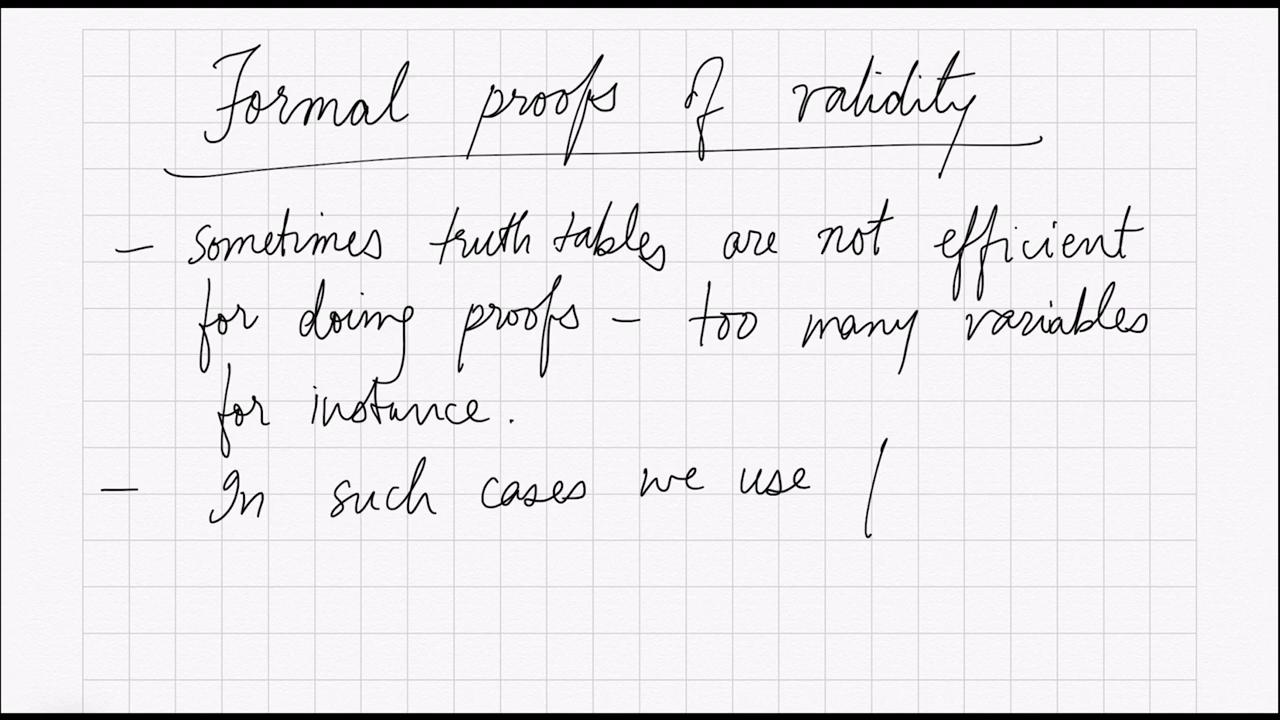 Formal proofs of validity
- sometimes truth tables are not efficient
for doing proofs - too many variables
for instance.
- In such cases we use